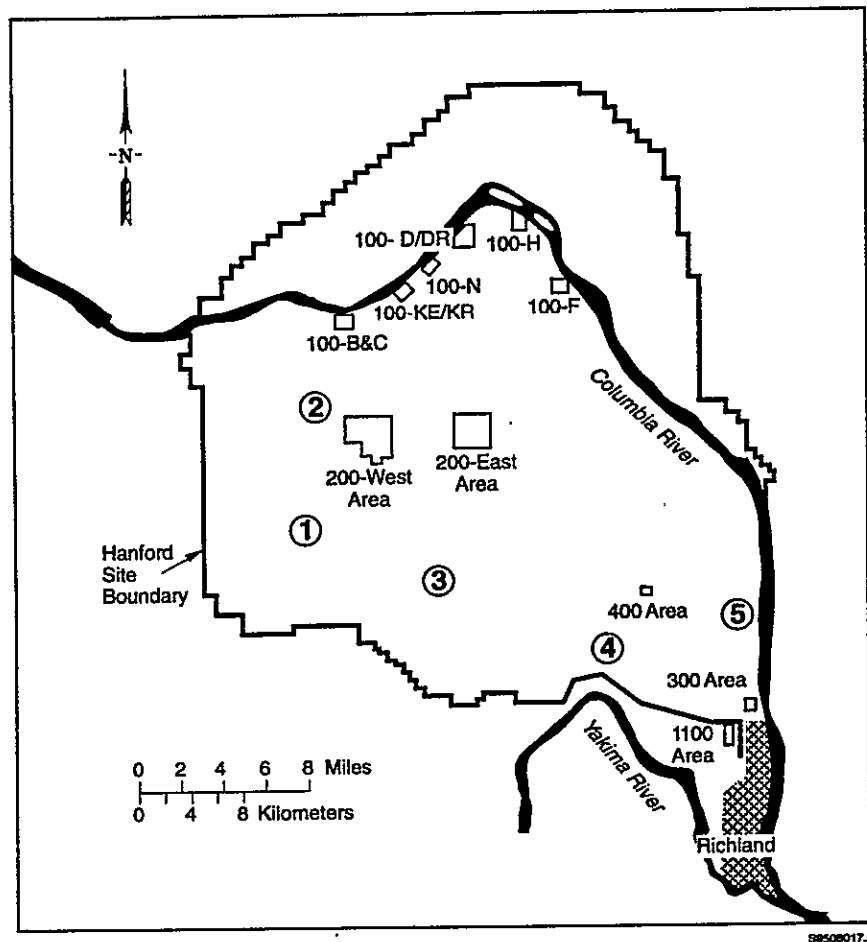 -N-
100- D/DR
100-H
100-N
100-F
100-KE/KR
100-B&C
Columbia River
2
200-West
Area
200-East
Area
1
Hanford
Site
Boundary
3
400 Area
5
4
300 Area
1100
Area
Yakima River
0 2 4 6 8 Miles
0 4 8 Kilometers
Richland